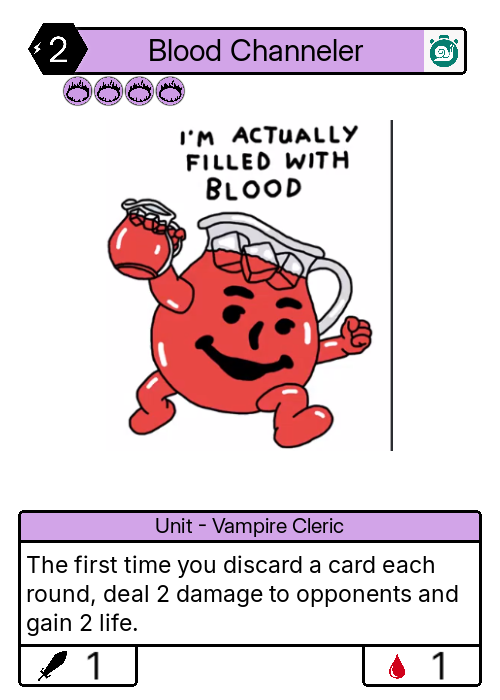 2 Blood Channeler
I'M ACTUALLY
FILLED WITH
BLOOD
Unit - Vampire Cleric
The first time you discard a card each
round, deal 2 damage to opponents and
gain 2 life.
1 1